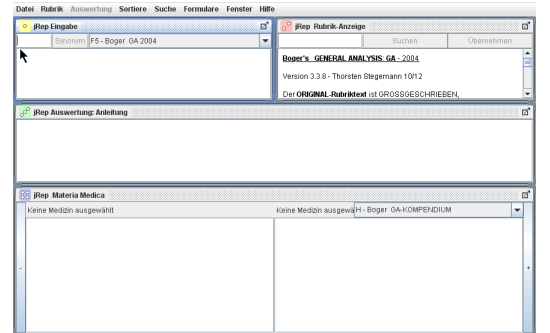 Datei Rubrik Auswertung Sortiere Suche Formulare Fenster Hilfe
jRep Eingabe
Synonym F5 - Boger GA 2004
jRep Rubrik-Anzeige
Suchen Übernehmen
Boger's GENERAL ANALYSIS: GA - 2004
Version 3.3.8 - Thorsten Stegemann 10/12
Der ORIGINAL-Rubriktext ist GROSSGESCHRIEBEN,
jRep Auswertung: Anleitung
jRep Materia Medica
Keine Medizin ausgewählt Keine Medizin ausgewä H - Boger GA-KOMPENDIUM
- +